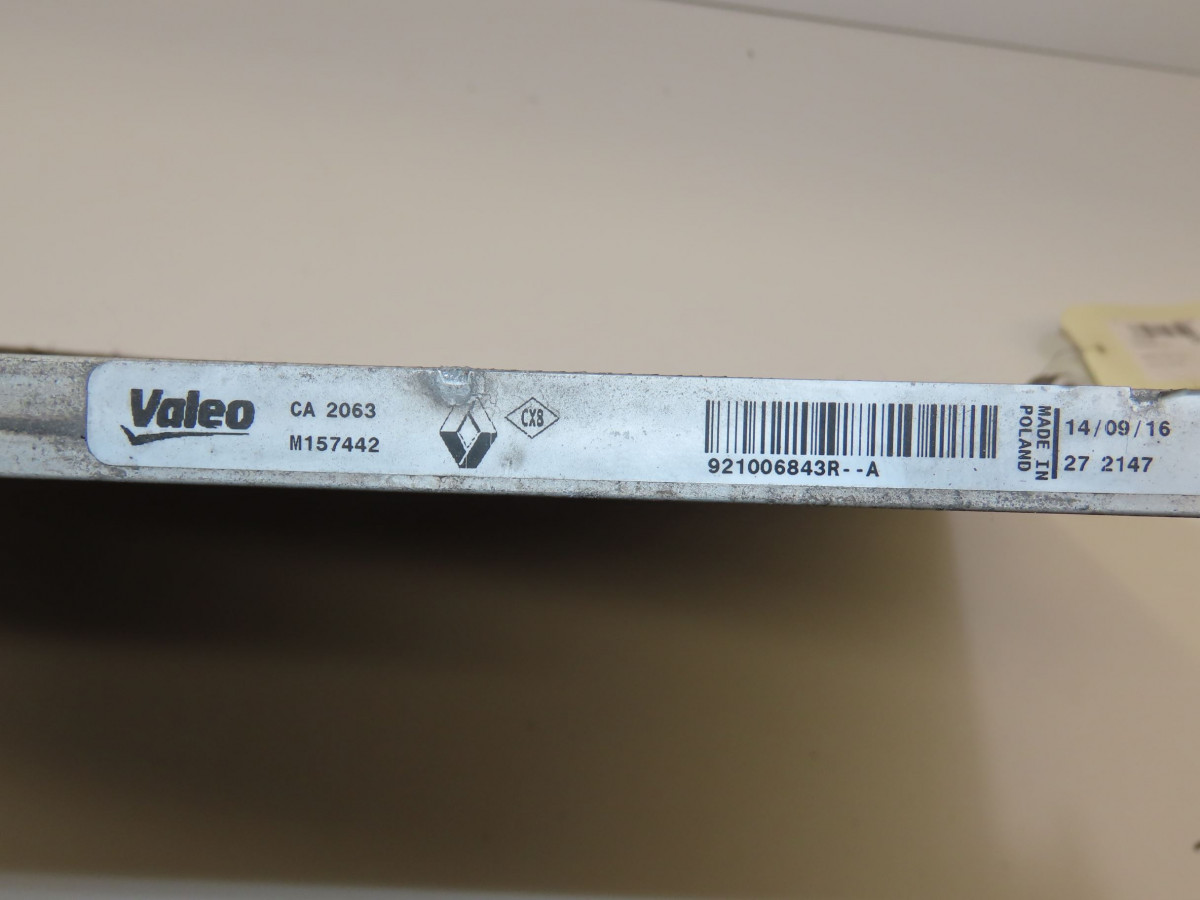 Valeo
CA 2063
M157442
CX8
921006843R--A
MADE IN
POLAND
14/09/16
27 2147